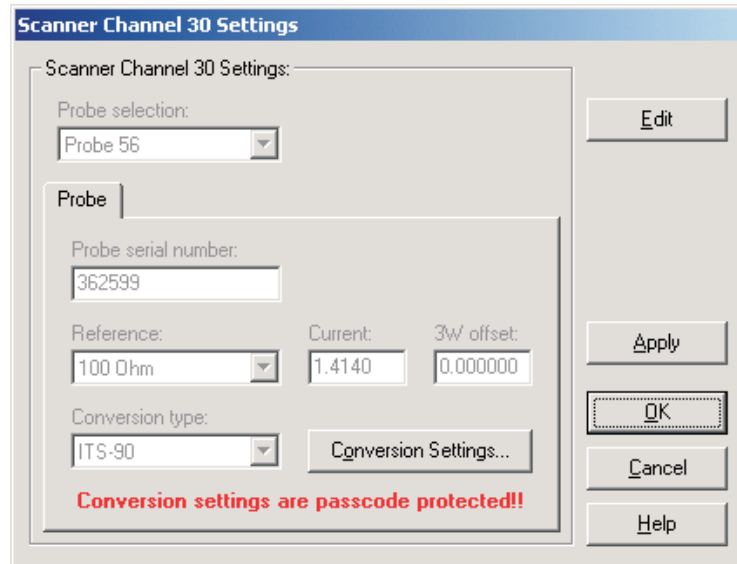 Scanner Channel 30 Settings
Scanner Channel 30 Settings:
Probe selection:
Probe 56
Edit
Probe
Probe serial number:
362599
Reference: Current: 3W offset:
100 Ohm 1.4140 0.000000
Apply
Conversion type:
ITS-90 Conversion Settings...
OK
Cancel
Conversion settings are passcode protected!!
Help